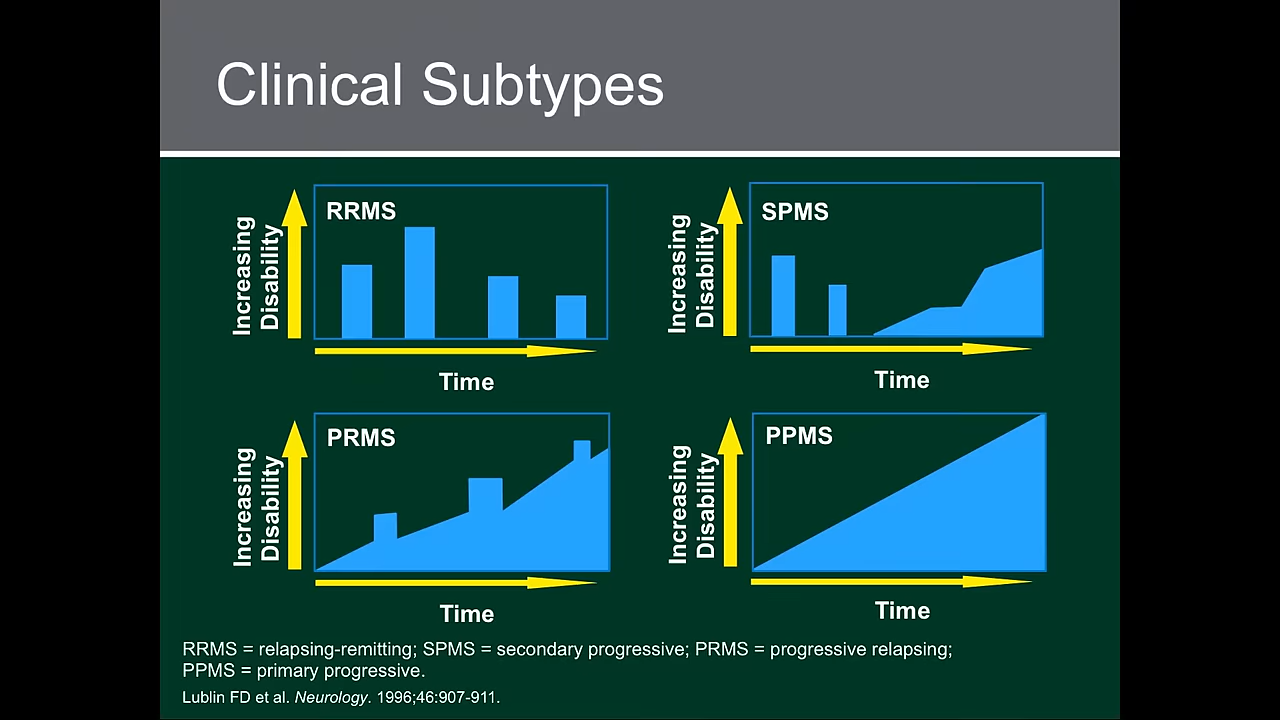 Clinical Subtypes
Increasing
Disability
RRMS
Time
Increasing
Disability
SPMS
Time
Increasing
Disability
PRMS
Time
Increasing
Disability
PPMS
Time
RRMS = relapsing-remitting; SPMS = secondary progressive; PRMS = progressive relapsing;
PPMS = primary progressive.
Lublin FD et al. Neurology. 1996;46:907-911.